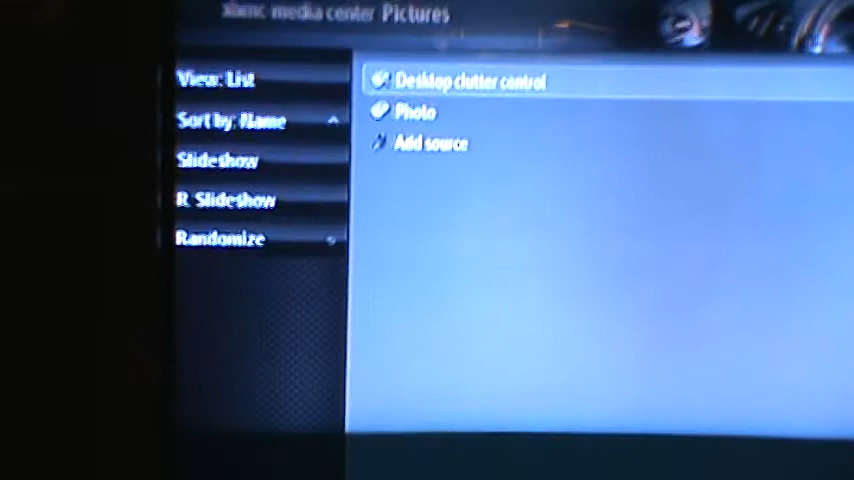 xbmc media center Pictures
View: List
Sort by: Name
Slideshow
R Slideshow
Randomize
Desktop clutter control
Photo
Add source